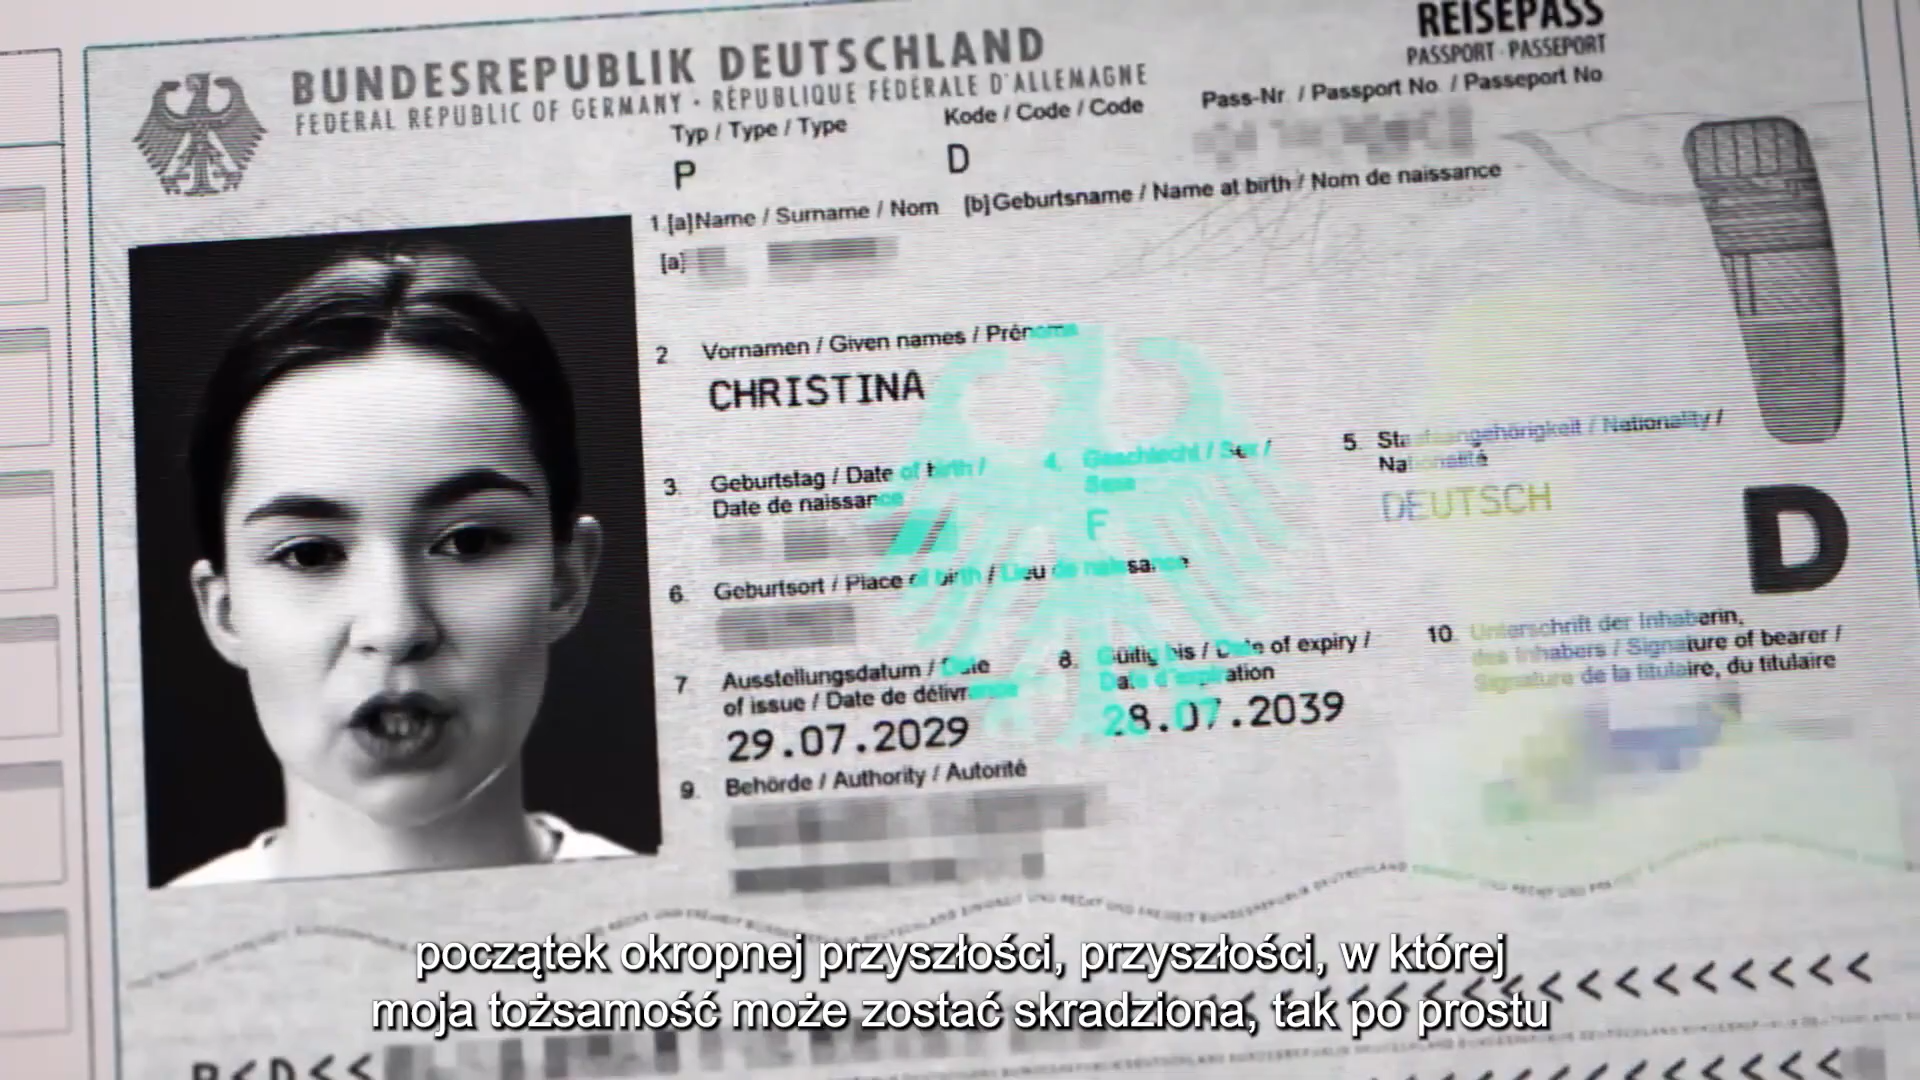 REISEPASS
PASSPORT · PASSEPORT
BUNDESREPUBLIK DEUTSCHLAND
FEDERAL REPUBLIC OF GERMANY · RÉPUBLIQUE FÉDÉRALE D'ALLEMAGNE
Typ / Type / Type
Kode / Code / Code
Pass-Nr. / Passport No. / Passeport No
P
D
1.[a]Name / Surname / Nom [b]Geburtsname / Name at birth / Nom de naissance
[a]
2. Vornamen / Given names / Prénoms
CHRISTINA
3. Geburtstag / Date of birth /
Date de naissance
4. Geschlecht / Sex /
Sexe
F
5. Staatsangehörigkeit / Nationality /
Nationalité
DEUTSCH
D
6. Geburtsort / Place of birth / Lieu de naissance
7. Ausstellungsdatum / Date
of issue / Date de délivrance
29.07.2029
8. Gültig bis / Date of expiry /
Date d'expiration
28.07.2039
9. Behörde / Authority / Autorité
10. Unterschrift der Inhaberin,
des Inhabers / Signature of bearer /
Signature de la titulaire, du titulaire
początek okropnej przyszłości, przyszłości, w której
moja tożsamość może zostać skradziona, tak po prostu
<<<<<<<<<
P<D<<
<<<<<<